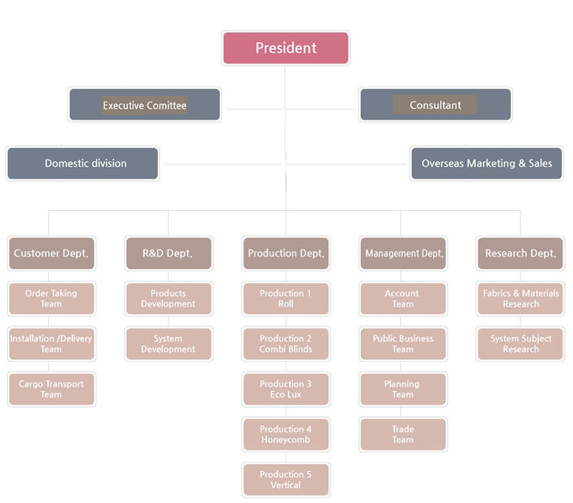 President
Executive Comittee
Consultant
Domestic division
Overseas Marketing & Sales
Customer Dept.
R&D Dept.
Production Dept.
Management Dept.
Research Dept.
Order Taking
Team
Products
Development
Production 1
Roll
Account
Team
Fabrics & Materials
Research
Installation /Delivery
Team
System
Development
Production 2
Combi Blinds
Public Business
Team
System Subject
Research
Cargo Transport
Team
Production 3
Eco Lux
Planning
Team
Production 4
Honeycomb
Trade
Team
Production 5
Vertical